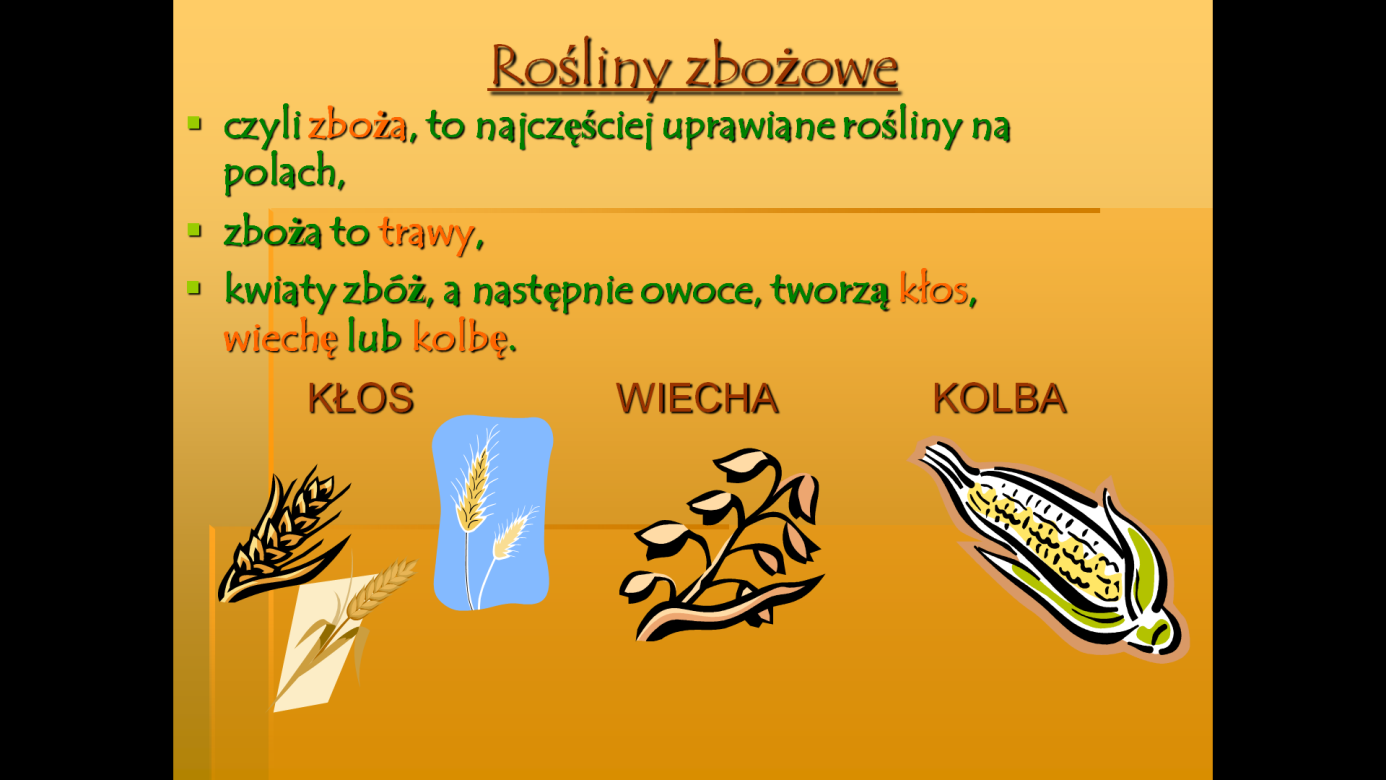 Rośliny zbożowe
czyli zboża, to najczęściej uprawiane rośliny na
polach,
zboża to trawy,
kwiaty zbóż, a następnie owoce, tworzą kłos,
wiechę lub kolbę.
KŁOS WIECHA KOLBA